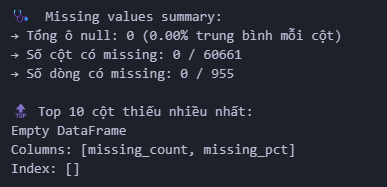 🩺 Missing values summary:
→ Tổng ô null: 0 (0.00% trung bình mỗi cột)
→ Số cột có missing: 0 / 60661
→ Số dòng có missing: 0 / 955
🔝 Top 10 cột thiếu nhiều nhất:
Empty DataFrame
Columns: [missing_count, missing_pct]
Index: []